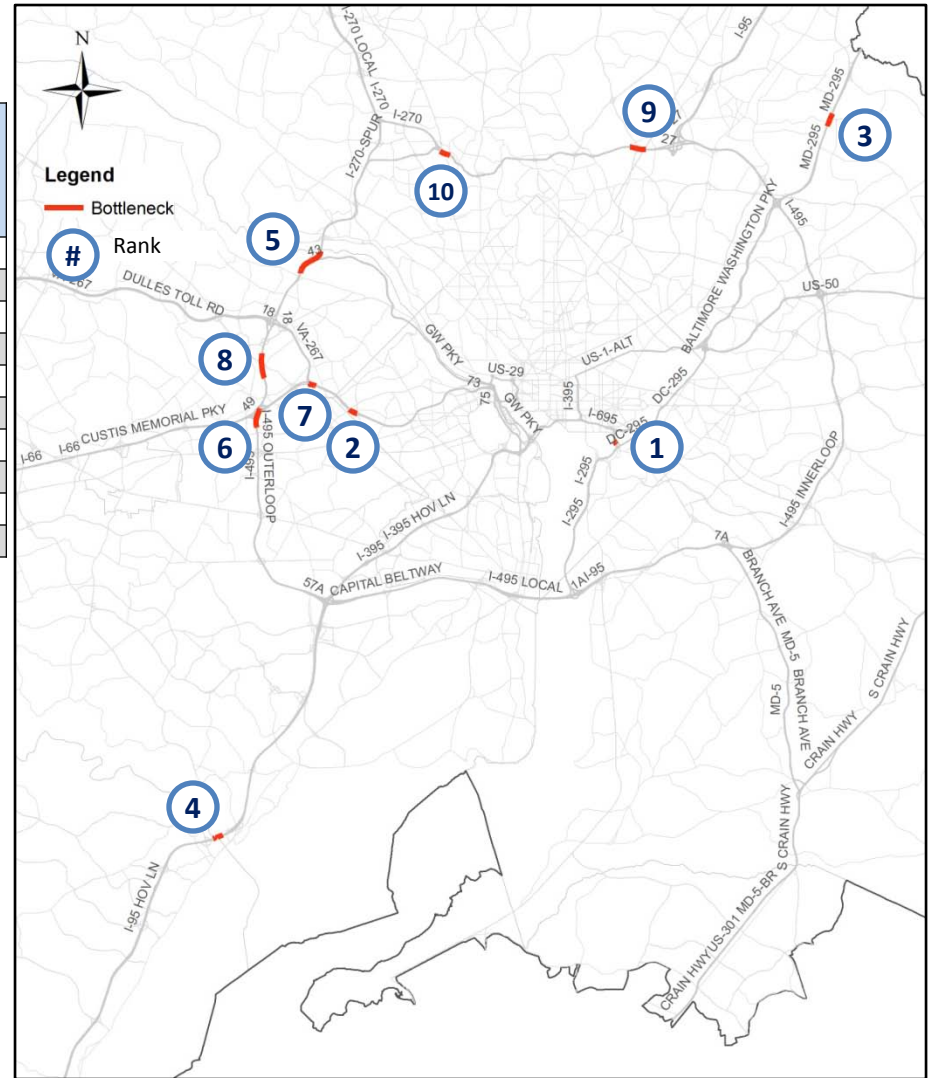 N
Legend
Bottleneck
#
Rank
I-270 LOCAL
I-270
I-270
I-270-SPUR
I-95
27
27
MD-295
MD-295
9
3
10
5
43
I-495
BALTIMORE WASHINGTON PKY
US-50
DULLES TOLL RD
18
18
VA-267
GW PKY
US-1-ALT
US-29
73
75
GW PKY
I-395
I-695
DC-295
DC-295
8
7
2
6
1
49
I-66
I-66
CUSTIS MEMORIAL PKY
I-495 OUTERLOOP
I-295
I-295
I-395
I-395 HOV LN
I-495 INNERLOOP
57A
CAPITAL BELTWAY
I-495 LOCAL
1AI-95
7A
BRANCH AVE
MD-5
BRANCH AVE
MD-5
S CRAIN HWY
CRAIN HWY
S CRAIN HWY
4
I-95 HOV LN
MD-5-BR
US-301
CRAIN HWY